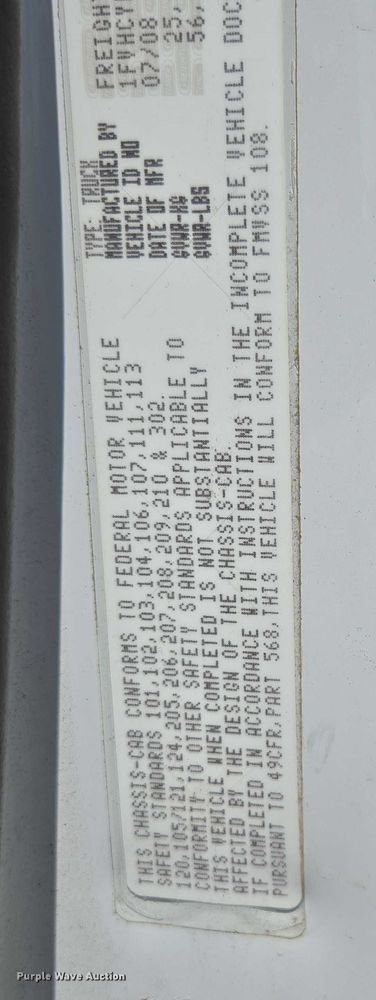 TYPE: TRUCK
MANUFACTURED BY FREIGH
VEHICLE ID NO 1FVHCY
DATE OF MFR 07/08
GVWR-KG 25,
GVWR-LBS 56,
THIS CHASSIS-CAB CONFORMS TO FEDERAL MOTOR VEHICLE
SAFETY STANDARDS 101,102,103,104,106,107,111,113
120,105/121,124,205,206,207,208,209,210 & 302.
CONFORMITY TO OTHER SAFETY STANDARDS APPLICABLE TO
THIS VEHICLE WHEN COMPLETED IS NOT SUBSTANTIALLY
AFFECTED BY THE DESIGN OF THE CHASSIS-CAB.
IF COMPLETED IN ACCORDANCE WITH INSTRUCTIONS IN THE INCOMPLETE VEHICLE DOC
PURSUANT TO 49CFR,PART 568,THIS VEHICLE WILL CONFORM TO FMVSS 108.
Purple Wave Auction